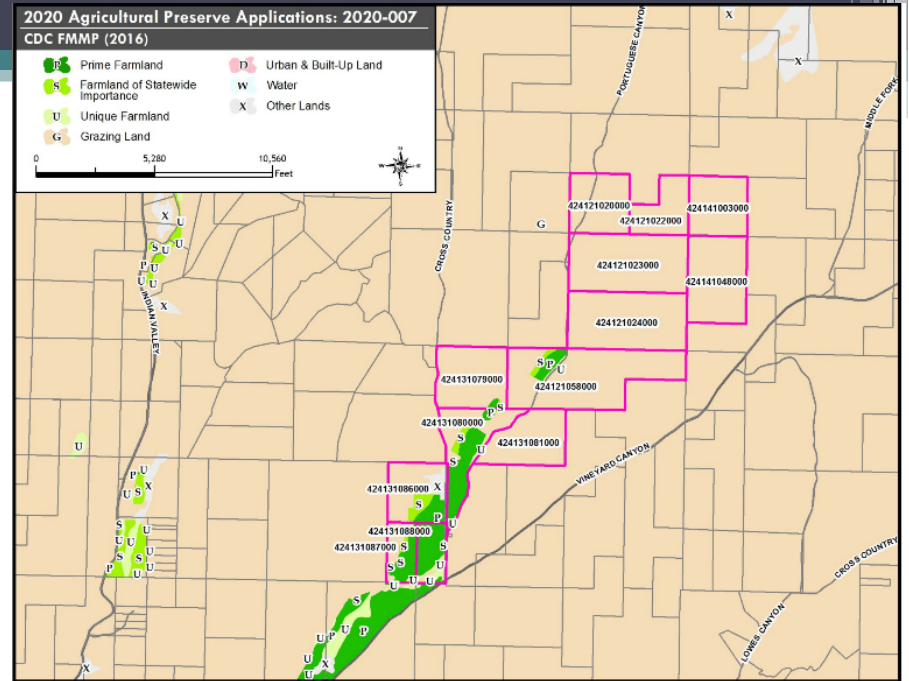 2020 Agricultural Preserve Applications: 2020-007
CDC FMMP (2016)
P Prime Farmland
S Farmland of Statewide
Importance
U Unique Farmland
G Grazing Land
D Urban & Built-Up Land
W Water
X Other Lands
0 5,280 10,560
Feet
N
W E
S
X
X
PORTUGUESE CANYON
MIDDLE FORK
CROSS COUNTRY
INDIAN VALLEY
X
U
S U U
P U
U U
X
G
424121020000
424121022000
424141003000
424121023000
424141048000
424121024000
S P U
424121058000
424131079000
P S
424131080000
424131081000
S
U
S
VINEYARD CANYON
U
P U
U S X
S
U U U
S S U
P U U
424131086000
X
S
P U
424131088000
424131087000
S S
S S U
U U U
S
U P U P
U
U X
X
CROSS COUNTRY
LOWES CANYON